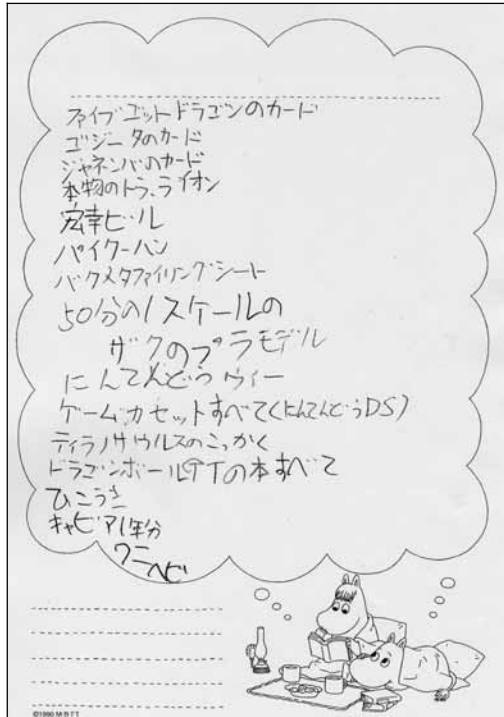 ファイブゴットドラゴンのカード
ゴジータのカード
ジャネンバのカード
本物のトラ、ライオン
宏幸ビール
パイクーハン
バクメタファイリングシート
50分の1スケールの
ザクのプラモデル
にんてんどうウィー
ゲームカセットすべて(にんてんどうDS)
ティラノサウルスのこっかく
ドラゴンボールGTの本すべて
ひこうき
キャビア1年分
ワニ
ヘビ
©1990 M B T T